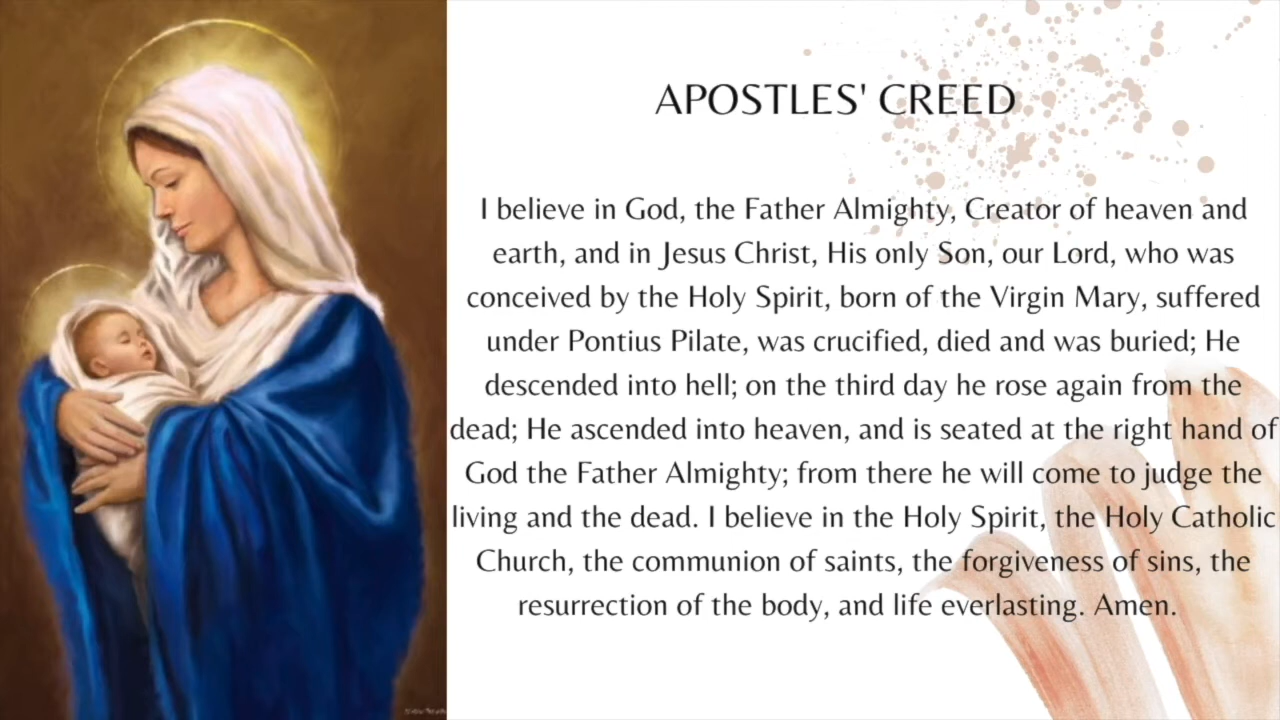 APOSTLES' CREED
I believe in God, the Father Almighty, Creator of heaven and
earth, and in Jesus Christ, His only Son, our Lord, who was
conceived by the Holy Spirit, born of the Virgin Mary, suffered
under Pontius Pilate, was crucified, died and was buried; He
descended into hell; on the third day he rose again from the
dead; He ascended into heaven, and is seated at the right hand of
God the Father Almighty; from there he will come to judge the
living and the dead. I believe in the Holy Spirit, the Holy Catholic
Church, the communion of saints, the forgiveness of sins, the
resurrection of the body, and life everlasting. Amen.